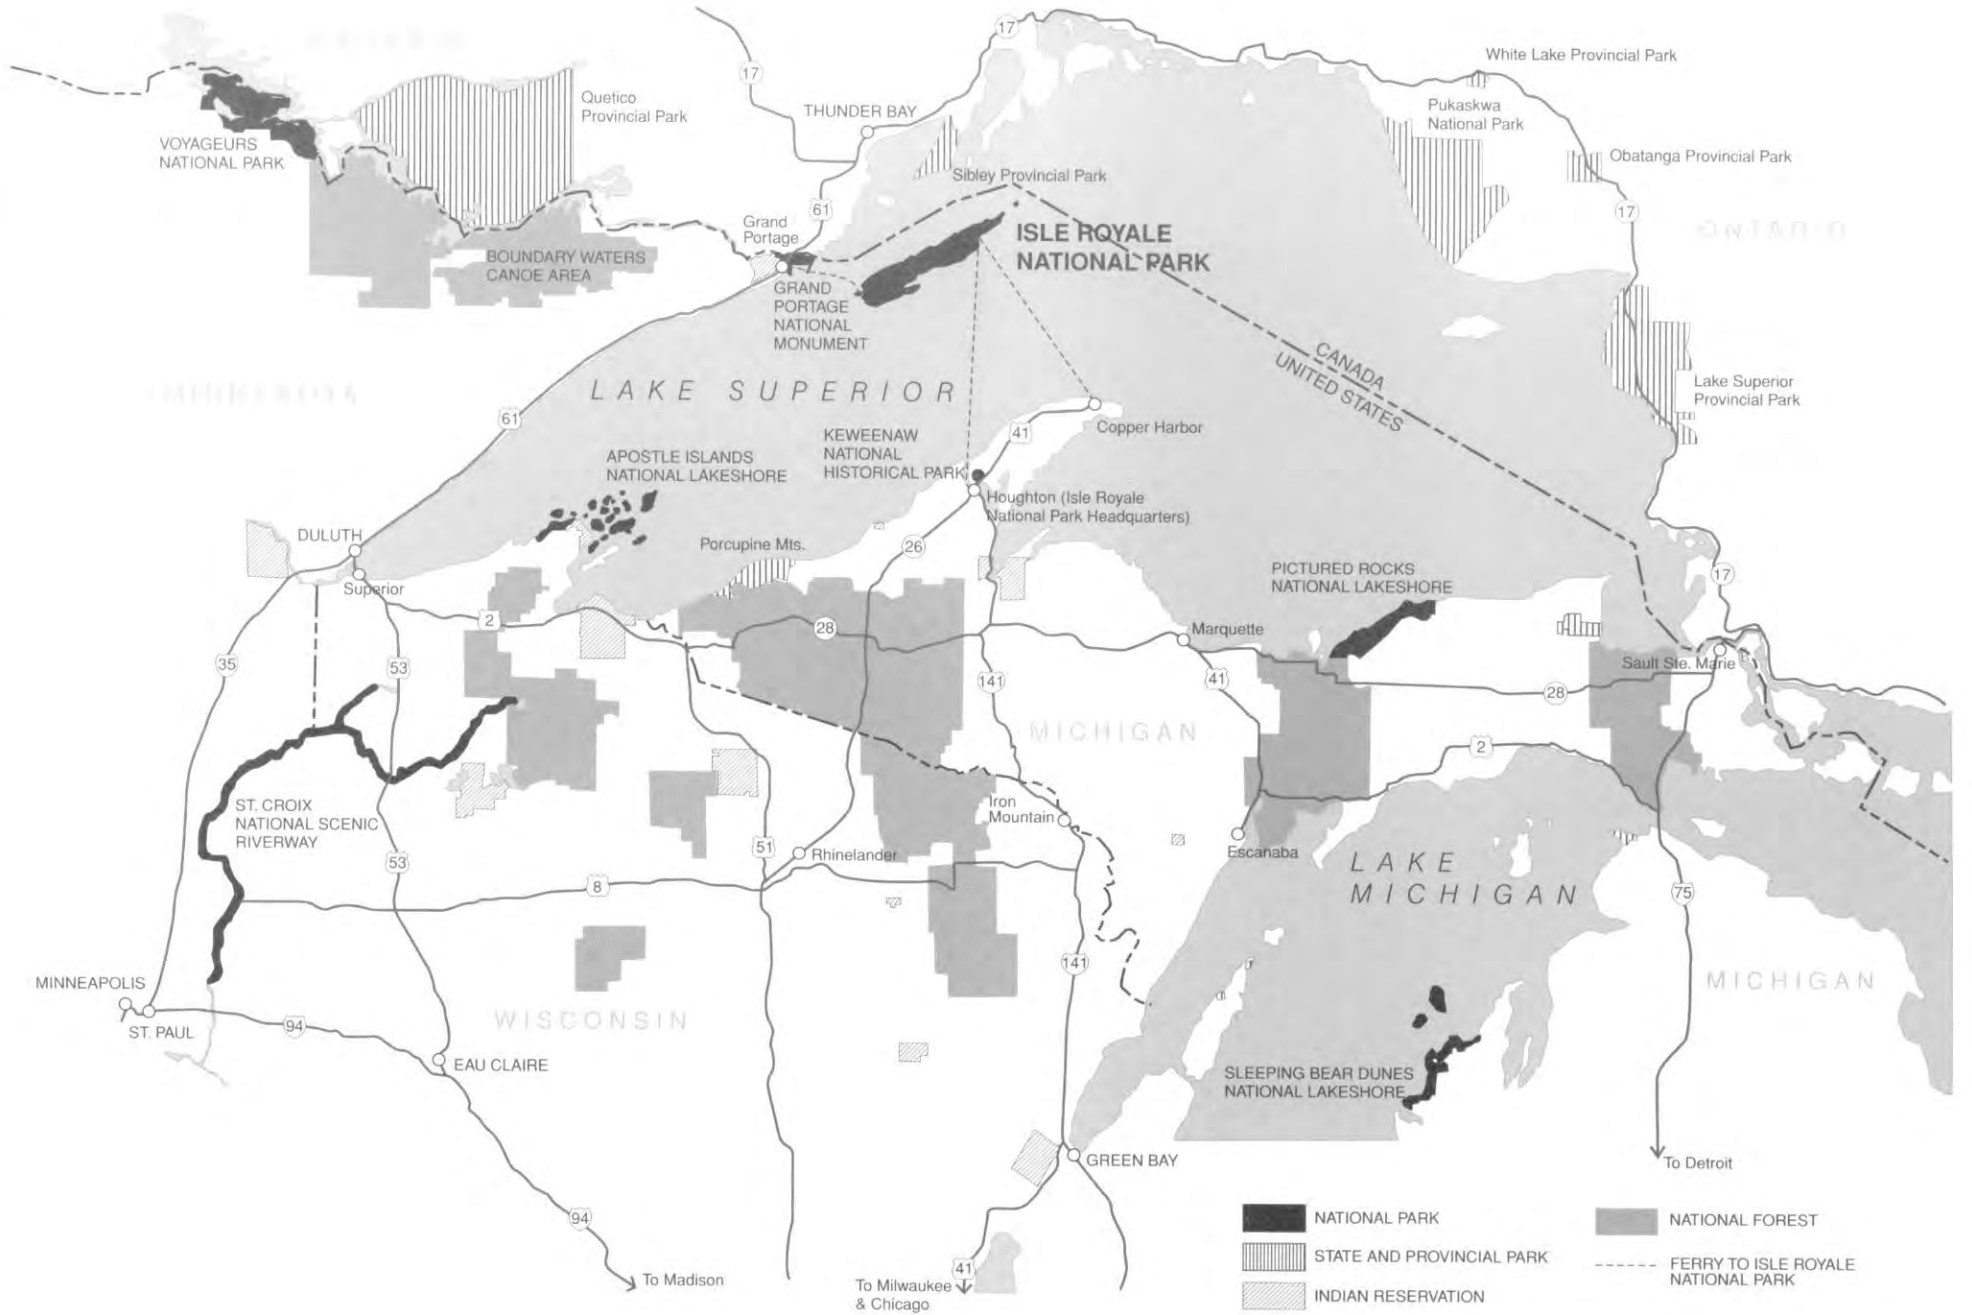 17
17
White Lake Provincial Park
Quetico
Provincial Park
THUNDER BAY
Pukaskwa
National Park
VOYAGEURS
NATIONAL PARK
Obatanga Provincial Park
Sibley Provincial Park
61
17
Grand
Portage
ISLE ROYALE
NATIONAL PARK
ONTARIO
BOUNDARY WATERS
CANOE AREA
GRAND
PORTAGE
NATIONAL
MONUMENT
CANADA
UNITED STATES
LAKE SUPERIOR
MINNESOTA
Lake Superior
Provincial Park
61
41
Copper Harbor
KEWEENAW
NATIONAL
HISTORICAL PARK
APOSTLE ISLANDS
NATIONAL LAKESHORE
Houghton (Isle Royale
National Park Headquarters)
DULUTH
Porcupine Mts.
26
PICTURED ROCKS
NATIONAL LAKESHORE
17
Superior
2
28
Marquette
35
53
Sault Ste. Marie
141
41
28
MICHIGAN
2
ST. CROIX
NATIONAL SCENIC
RIVERWAY
Iron
Mountain
53
51
Rhinelander
Escanaba
LAKE
MICHIGAN
8
75
141
MINNEAPOLIS
MICHIGAN
ST. PAUL
94
WISCONSIN
EAU CLAIRE
SLEEPING BEAR DUNES
NATIONAL LAKESHORE
GREEN BAY
To Detroit
94
NATIONAL PARK
NATIONAL FOREST
STATE AND PROVINCIAL PARK
FERRY TO ISLE ROYALE
NATIONAL PARK
INDIAN RESERVATION
To Madison
41
To Milwaukee
& Chicago